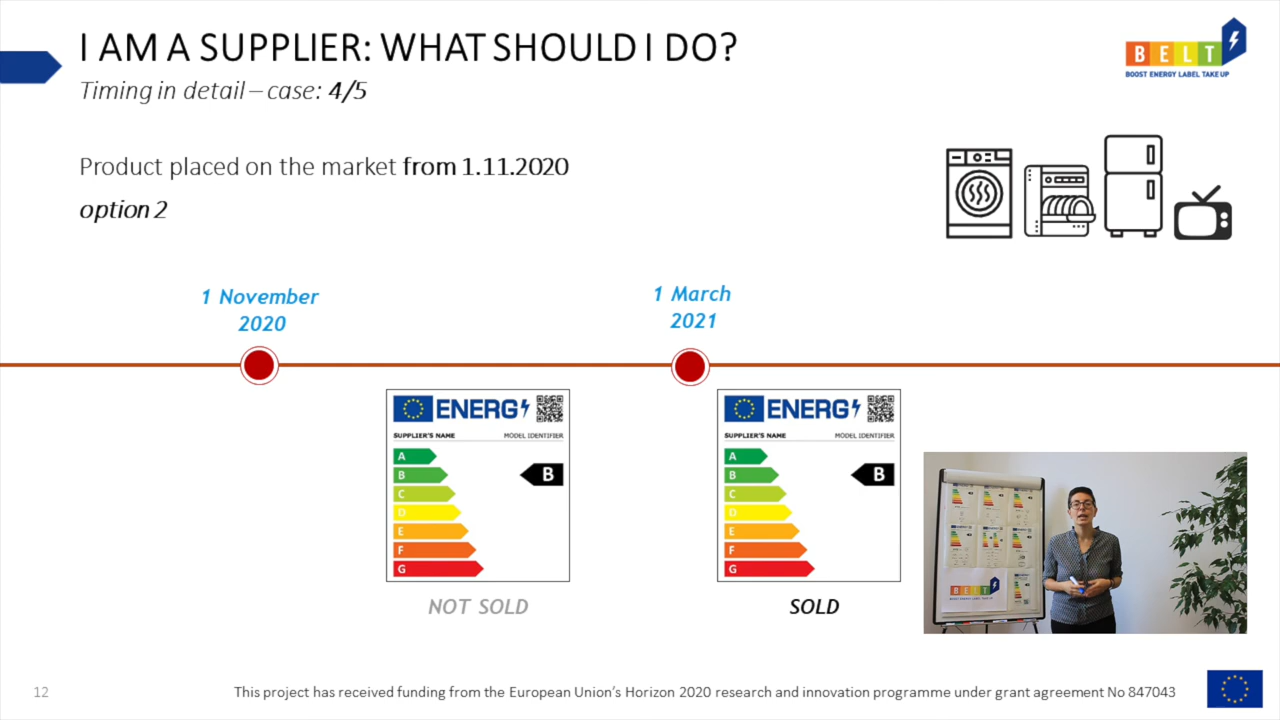 I AM A SUPPLIER: WHAT SHOULD I DO?
Timing in detail – case: 4/5
BELT
BOOST ENERGY LABEL TAKE UP
Product placed on the market from 1.11.2020
option 2
1 November
2020
1 March
2021
ENERG
SUPPLIER'S NAME MODEL IDENTIFIER
A
B
B
C
D
E
F
G
NOT SOLD
ENERG
SUPPLIER'S NAME MODEL IDENTIFIER
A
B
B
C
D
E
F
G
SOLD
BELT
12
This project has received funding from the European Union's Horizon 2020 research and innovation programme under grant agreement No 847043